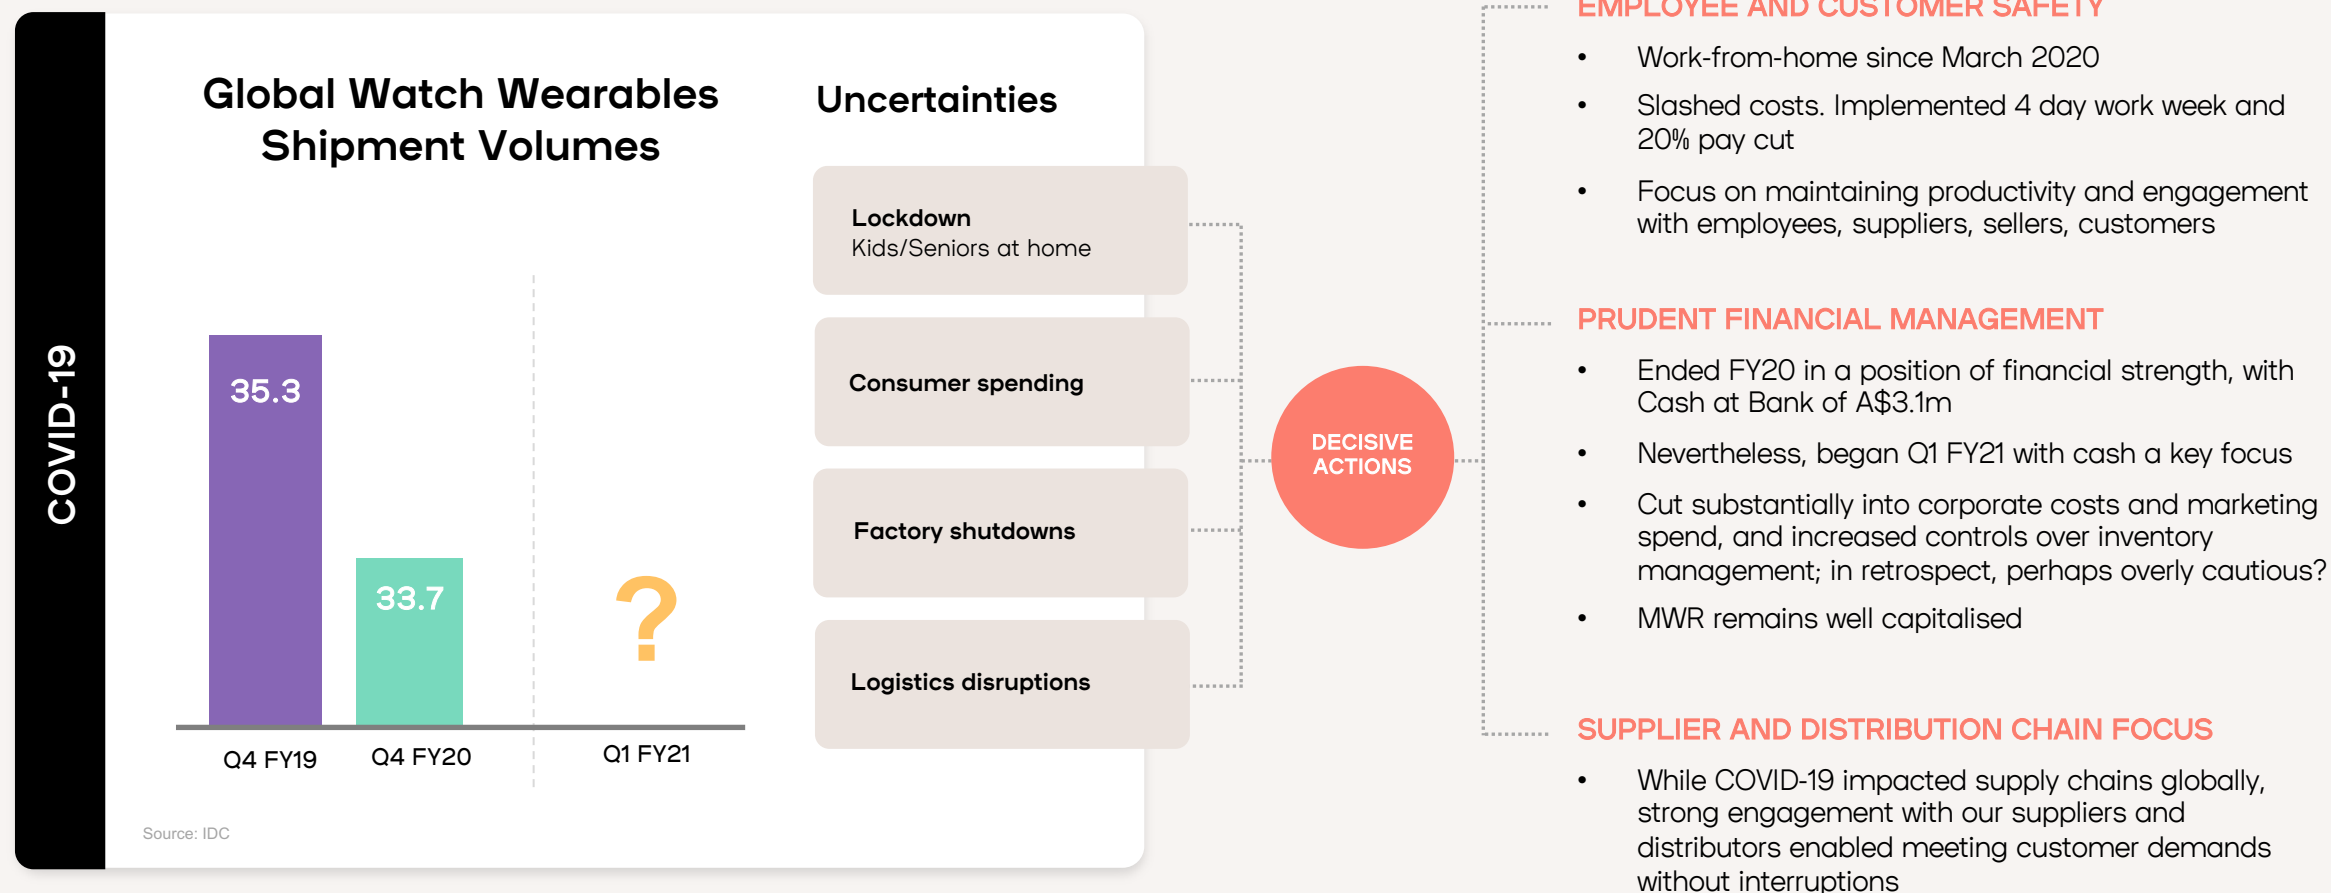 COVID-19
Global Watch Wearables
Shipment Volumes
35.3
33.7
?
Q4 FY19
Q4 FY20
Q1 FY21
Source: IDC
Uncertainties
Lockdown
Kids/Seniors at home
Consumer spending
Factory shutdowns
Logistics disruptions
DECISIVE
ACTIONS
EMPLOYEE AND CUSTOMER SAFETY
• Work-from-home since March 2020
• Slashed costs. Implemented 4 day work week and
20% pay cut
• Focus on maintaining productivity and engagement
with employees, suppliers, sellers, customers
PRUDENT FINANCIAL MANAGEMENT
• Ended FY20 in a position of financial strength, with
Cash at Bank of A$3.1m
• Nevertheless, began Q1 FY21 with cash a key focus
• Cut substantially into corporate costs and marketing
spend, and increased controls over inventory
management; in retrospect, perhaps overly cautious?
• MWR remains well capitalised
SUPPLIER AND DISTRIBUTION CHAIN FOCUS
• While COVID-19 impacted supply chains globally,
strong engagement with our suppliers and
distributors enabled meeting customer demands
without interruptions